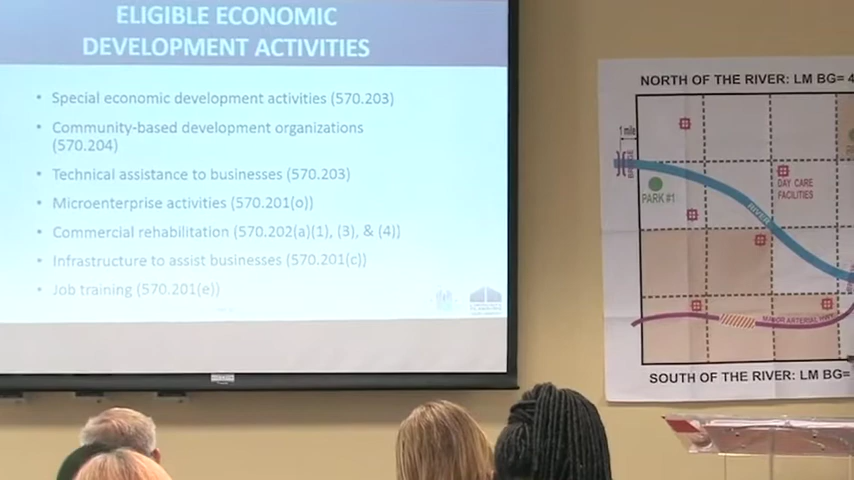 ELIGIBLE ECONOMIC
DEVELOPMENT ACTIVITIES
• Special economic development activities (570.203)
• Community-based development organizations
(570.204)
• Technical assistance to businesses (570.203)
• Microenterprise activities (570.201(o))
• Commercial rehabilitation (570.202(a)(1), (3), & (4))
• Infrastructure to assist businesses (570.201(c))
• Job training (570.201(e))
NORTH OF THE RIVER: LM BG= 4
1 mile
PARK #1
DAY CARE
FACILITIES
RIVER
MAJOR ARTERIAL HWY
SOUTH OF THE RIVER: LM BG=